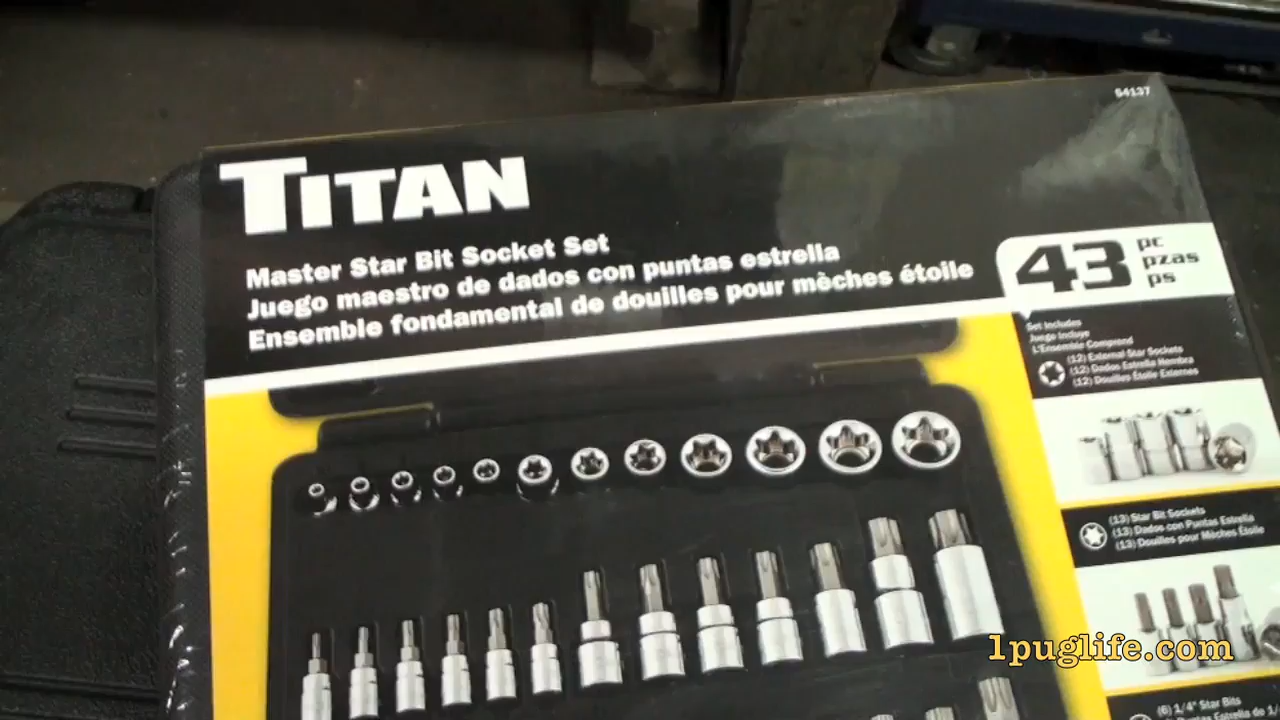 54137
TITAN
Master Star Bit Socket Set
Juego maestro de dados con puntas estrella
Ensemble fondamental de douilles pour mèches étoile
43 pc
pzas
ps
Set Includes
Juego Incluye
L'Ensemble Comprend
(12) External Star Sockets
(12) Dados Estrella Hembra
(12) Douilles Étoile Externes
(13) Star Bit Sockets
(13) Dados con Puntas Estrella
(13) Douilles pour Mèches Étoile
(6) 1/4" Star Bits
1puglife.com